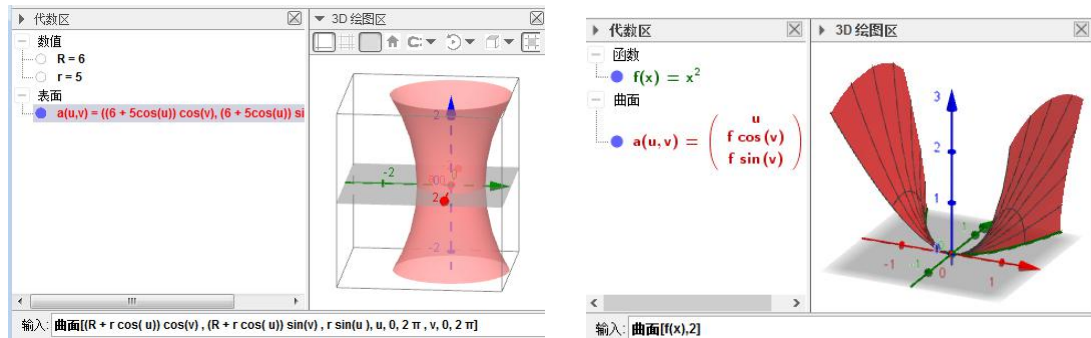 代数区
数值
R = 6
r = 5
表面
a(u,v) = ((6 + 5cos(u)) cos(v), (6 + 5cos(u)) si
3D 绘图区
2
-2
0
2
-2
输入: 曲面[(R + r cos( u)) cos(v) , (R + r cos( u)) sin(v) , r sin(u ), u, 0, 2 π , v, 0, 2 π]
代数区
函数
f(x) = x²
曲面
a(u, v) = ( u
f cos (v)
f sin (v) )
3D 绘图区
3
2
1
-1
-1
0
1
1
输入: 曲面[f(x),2]